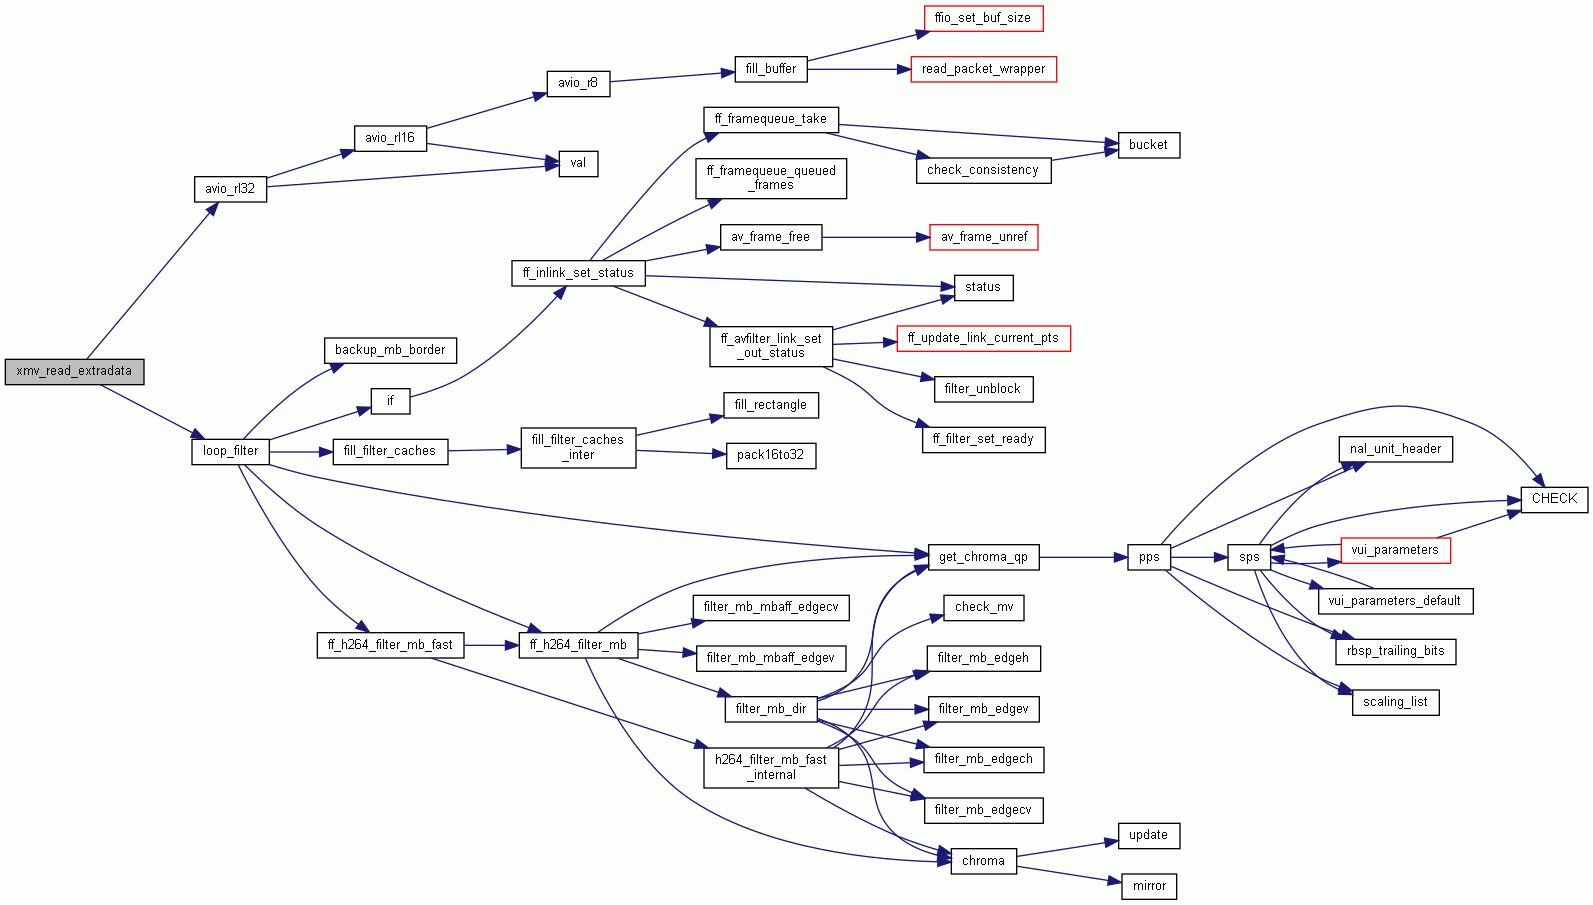 ffio_set_buf_size
fill_buffer
read_packet_wrapper
avio_r8
ff_framequeue_take
avio_rl16
bucket
val
check_consistency
ff_framequeue_queued
_frames
avio_rl32
av_frame_free
av_frame_unref
ff_inlink_set_status
status
ff_avfilter_link_set
_out_status
ff_update_link_current_pts
backup_mb_border
xmv_read_extradata
filter_unblock
if
fill_rectangle
ff_filter_set_ready
fill_filter_caches
_inter
loop_filter
fill_filter_caches
pack16to32
nal_unit_header
CHECK
get_chroma_qp
pps
sps
vui_parameters
vui_parameters_default
filter_mb_mbaff_edgecv
check_mv
ff_h264_filter_mb_fast
ff_h264_filter_mb
rbsp_trailing_bits
filter_mb_mbaff_edgev
filter_mb_edgeh
scaling_list
filter_mb_dir
filter_mb_edgev
h264_filter_mb_fast
_internal
filter_mb_edgech
filter_mb_edgecv
update
chroma
mirror